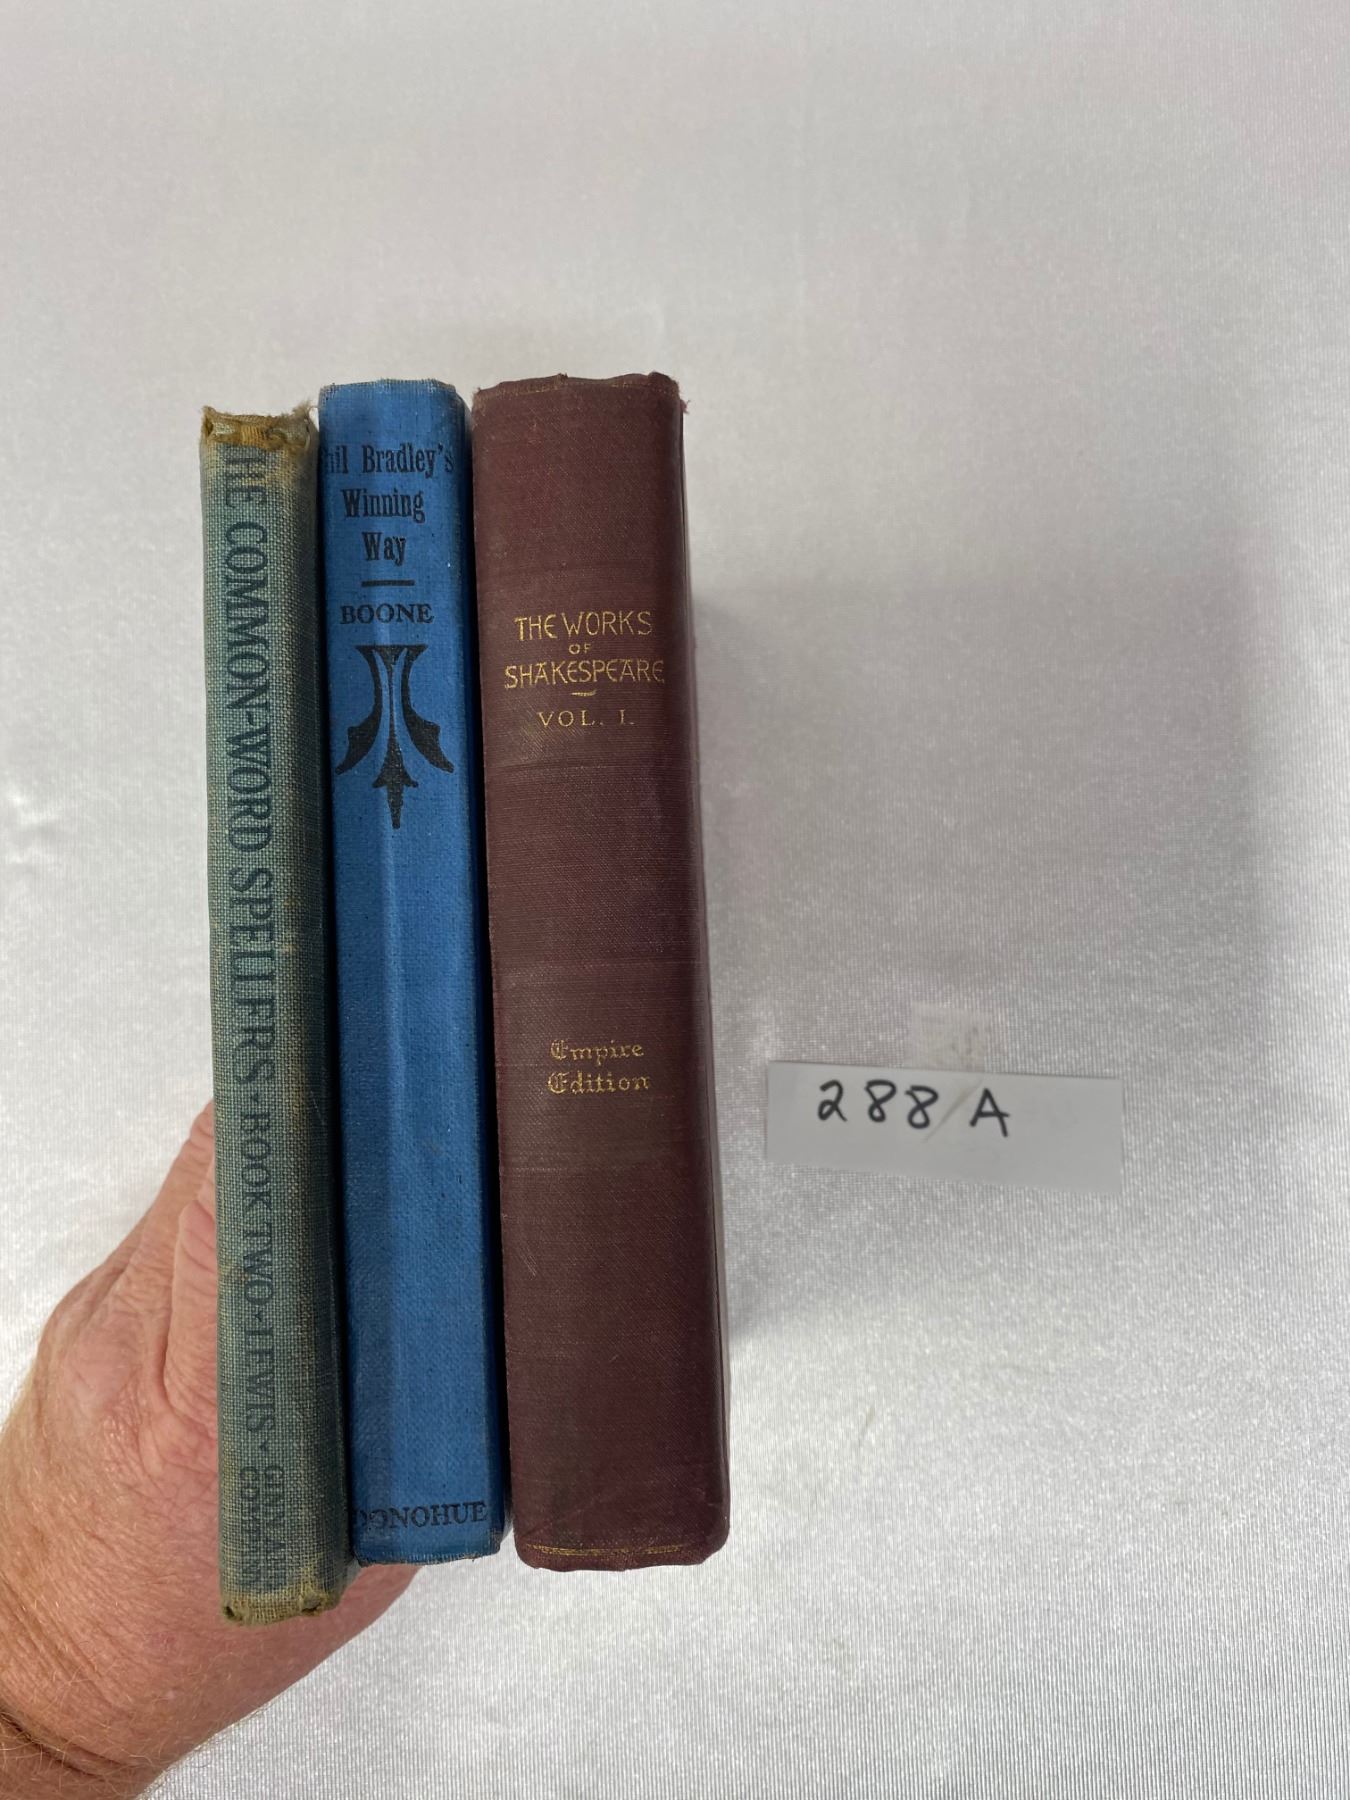 THE COMMON-WORD SPELLERS · BOOK TWO · LEWIS · GINN AND
COMPANY
Phil Bradley's
Winning
Way
BOONE
DONOHUE
THE WORKS
OF
SHAKESPEARE
VOL. I.
Empire
Edition
288 A